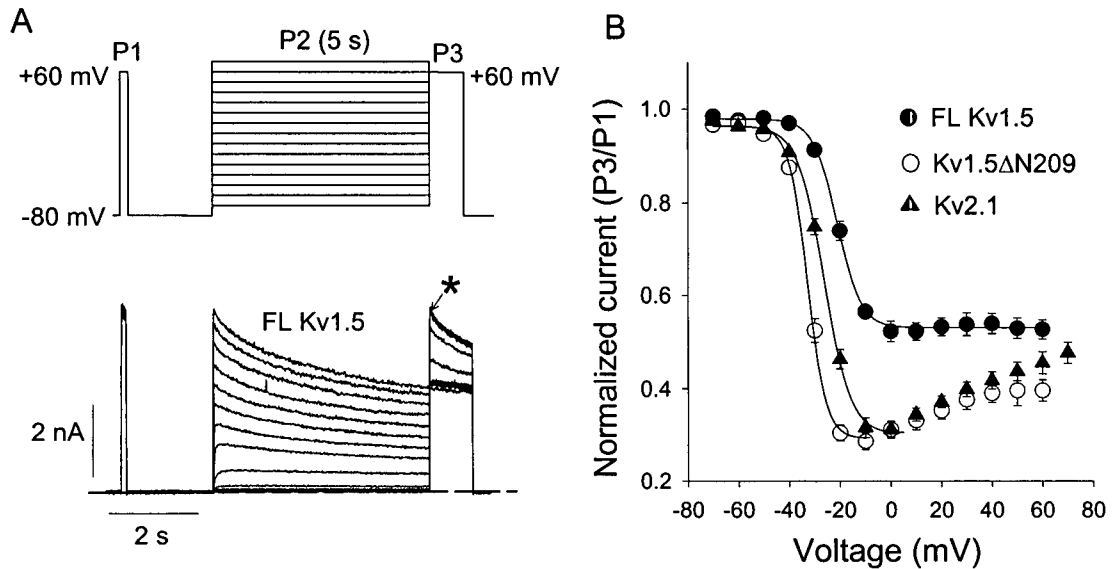 A
P1
P2 (5 s)
P3
+60 mV
+60 mV
-80 mV
*
FL Kv1.5
2 nA
2 s
B
Normalized current (P3/P1)
1.0
0.8
0.6
0.4
0.2
FL Kv1.5
Kv1.5ΔN209
Kv2.1
-80 -60 -40 -20 0 20 40 60 80
Voltage (mV)